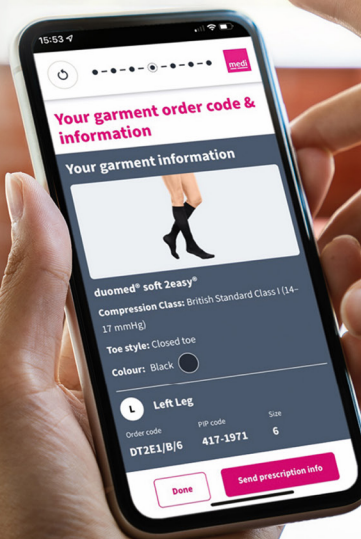 15:53
medi
Your garment order code &
information
Your garment information
duomed® soft 2easy®
Compression Class: British Standard Class I (14–
17 mmHg)
Toe style: Closed toe
Colour: Black
L Left Leg
Order code PIP code Size
DT2E1/B/6 417-1971 6
Done Send prescription info